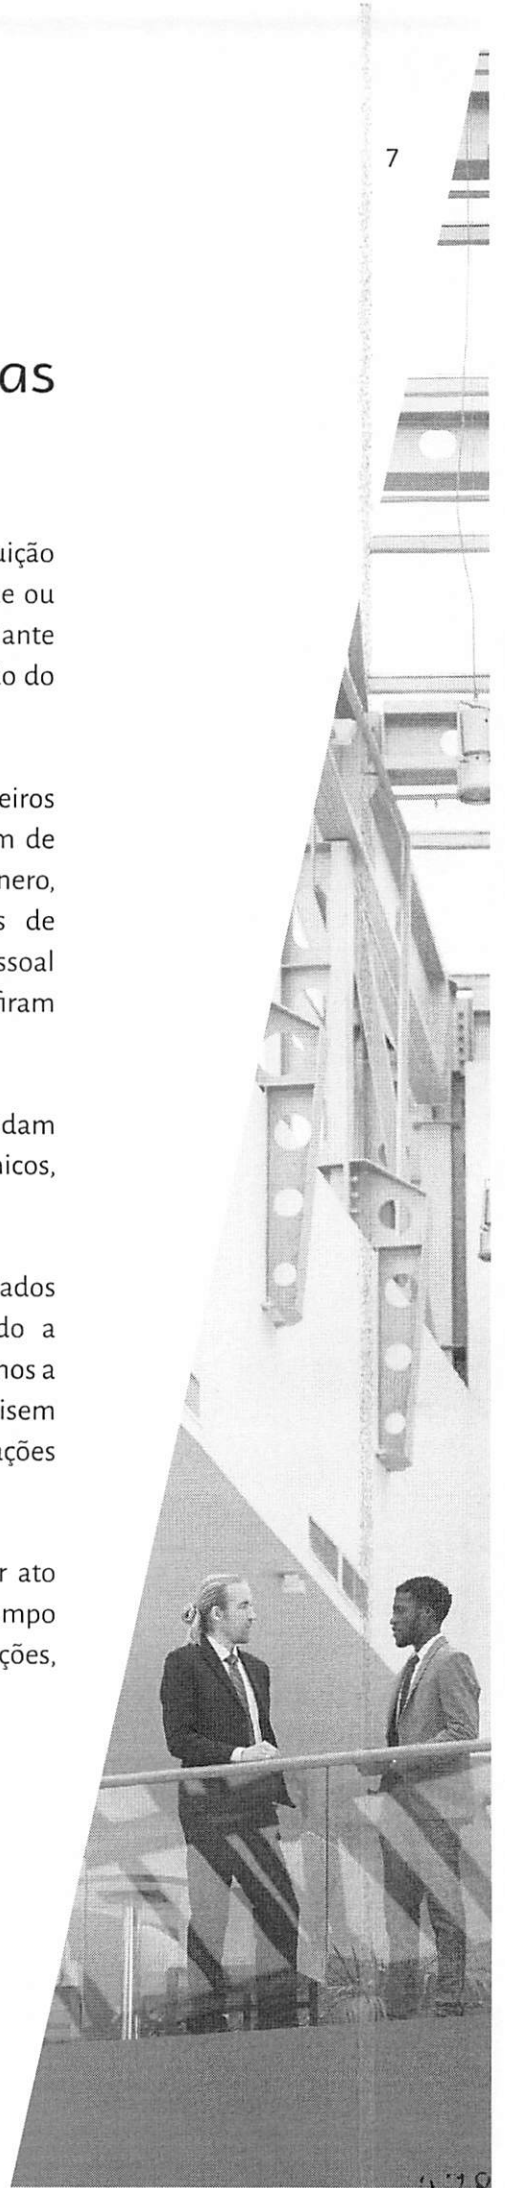 7
as
uição
e ou
ante
o do
eiros
m de
nero,
s de
ssoal
firam
dam
nicos,
ados
do a
nos a
isem
ações
r ato
mpo
ções,